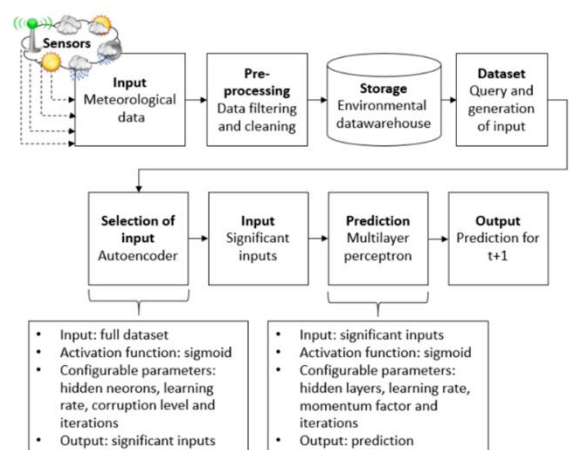 Sensors
Input
Meteorological
data
Pre-
processing
Data filtering
and cleaning
Storage
Environmental
datawarehouse
Dataset
Query and
generation
of input
Selection of
input
Autoencoder
Input
Significant
inputs
Prediction
Multilayer
perceptron
Output
Prediction for
t+1
• Input: full dataset
• Activation function: sigmoid
• Configurable parameters:
hidden neorons, learning
rate, corruption level and
iterations
• Output: significant inputs
• Input: significant inputs
• Activation function: sigmoid
• Configurable parameters:
hidden layers, learning rate,
momentum factor and
iterations
• Output: prediction